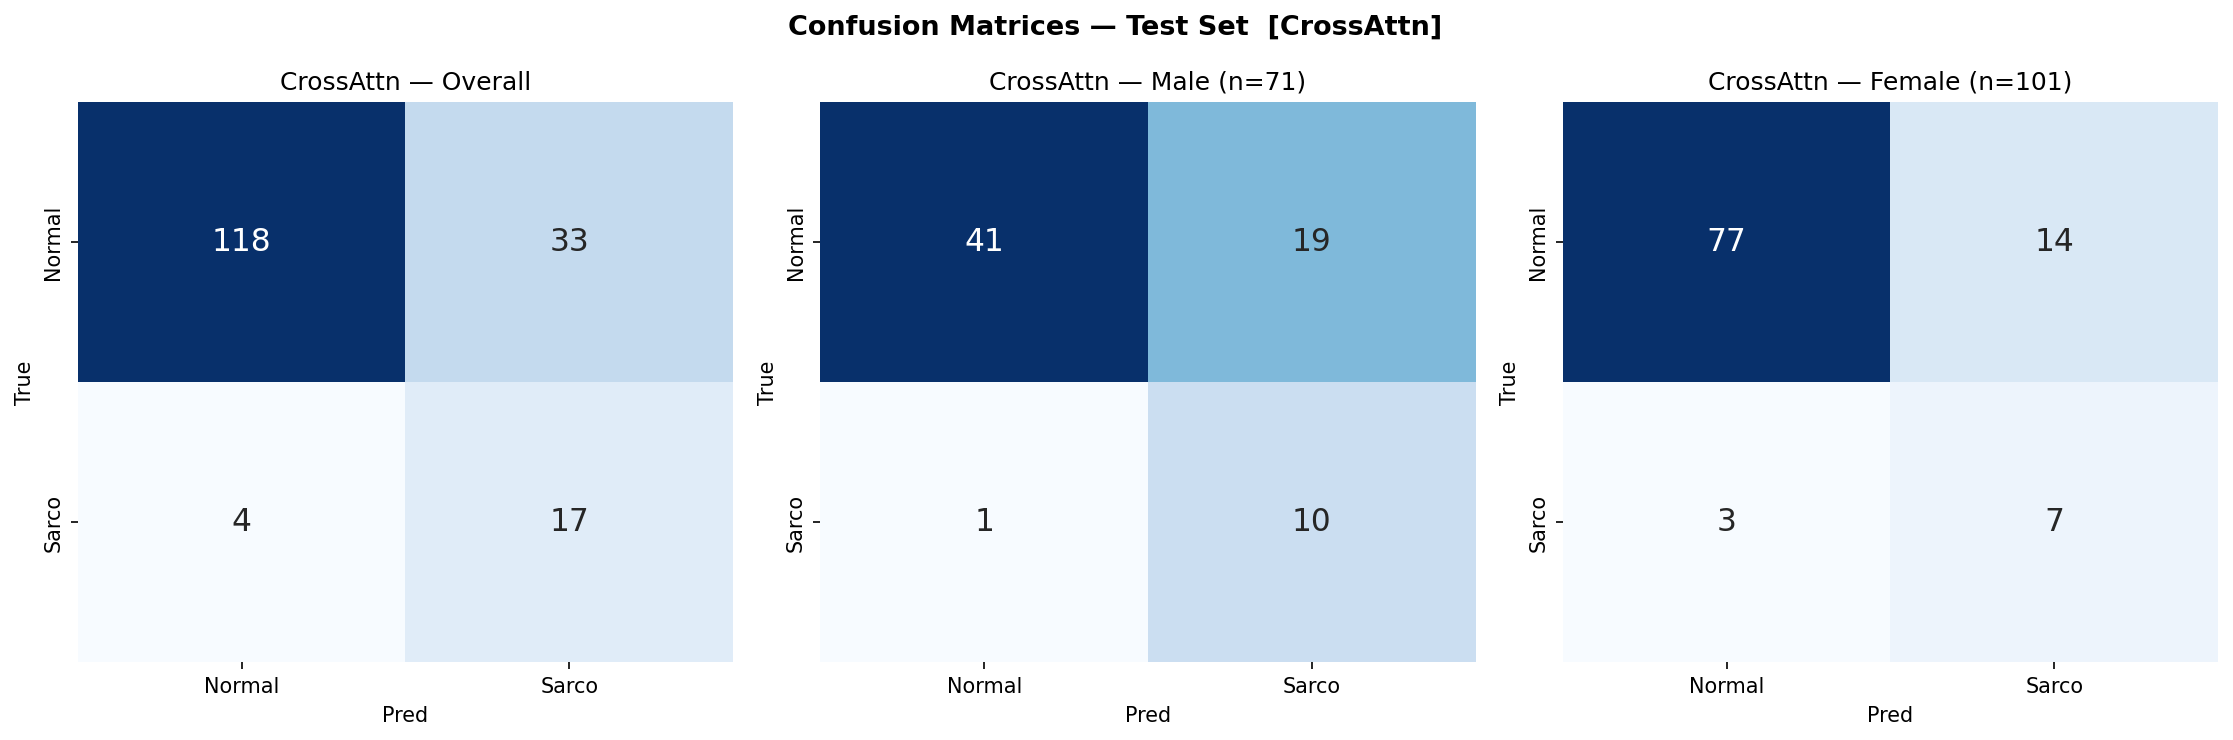 Confusion Matrices — Test Set [CrossAttn]
CrossAttn — Overall
True
Normal
Sarco
118
33
4
17
Normal
Sarco
Pred
CrossAttn — Male (n=71)
True
Normal
Sarco
41
19
1
10
Normal
Sarco
Pred
CrossAttn — Female (n=101)
True
Normal
Sarco
77
14
3
7
Normal
Sarco
Pred